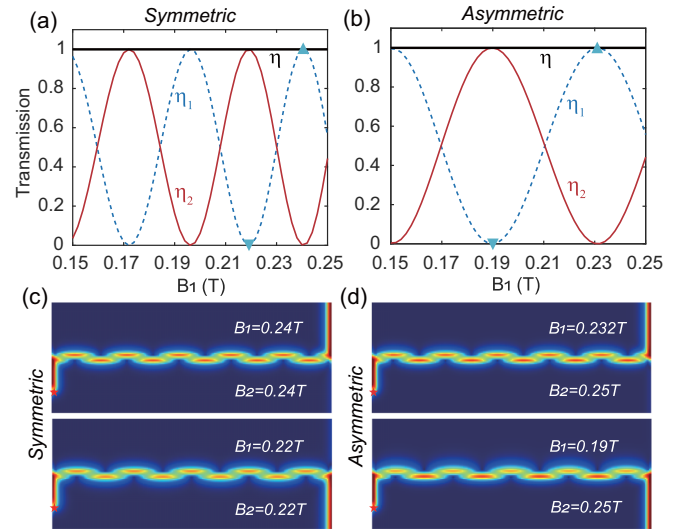 (a) Symmetric
1
0.8
0.6
0.4
0.2
0
Transmission
η
η1
η2
0.15 0.17 0.19 0.21 0.23 0.25
B1 (T)
(b) Asymmetric
1
0.8
0.6
0.4
0.2
0
η
η1
η2
0.15 0.17 0.19 0.21 0.23 0.25
B1 (T)
(c)
Symmetric
B1=0.24T
B2=0.24T
B1=0.22T
B2=0.22T
(d)
Asymmetric
B1=0.232T
B2=0.25T
B1=0.19T
B2=0.25T